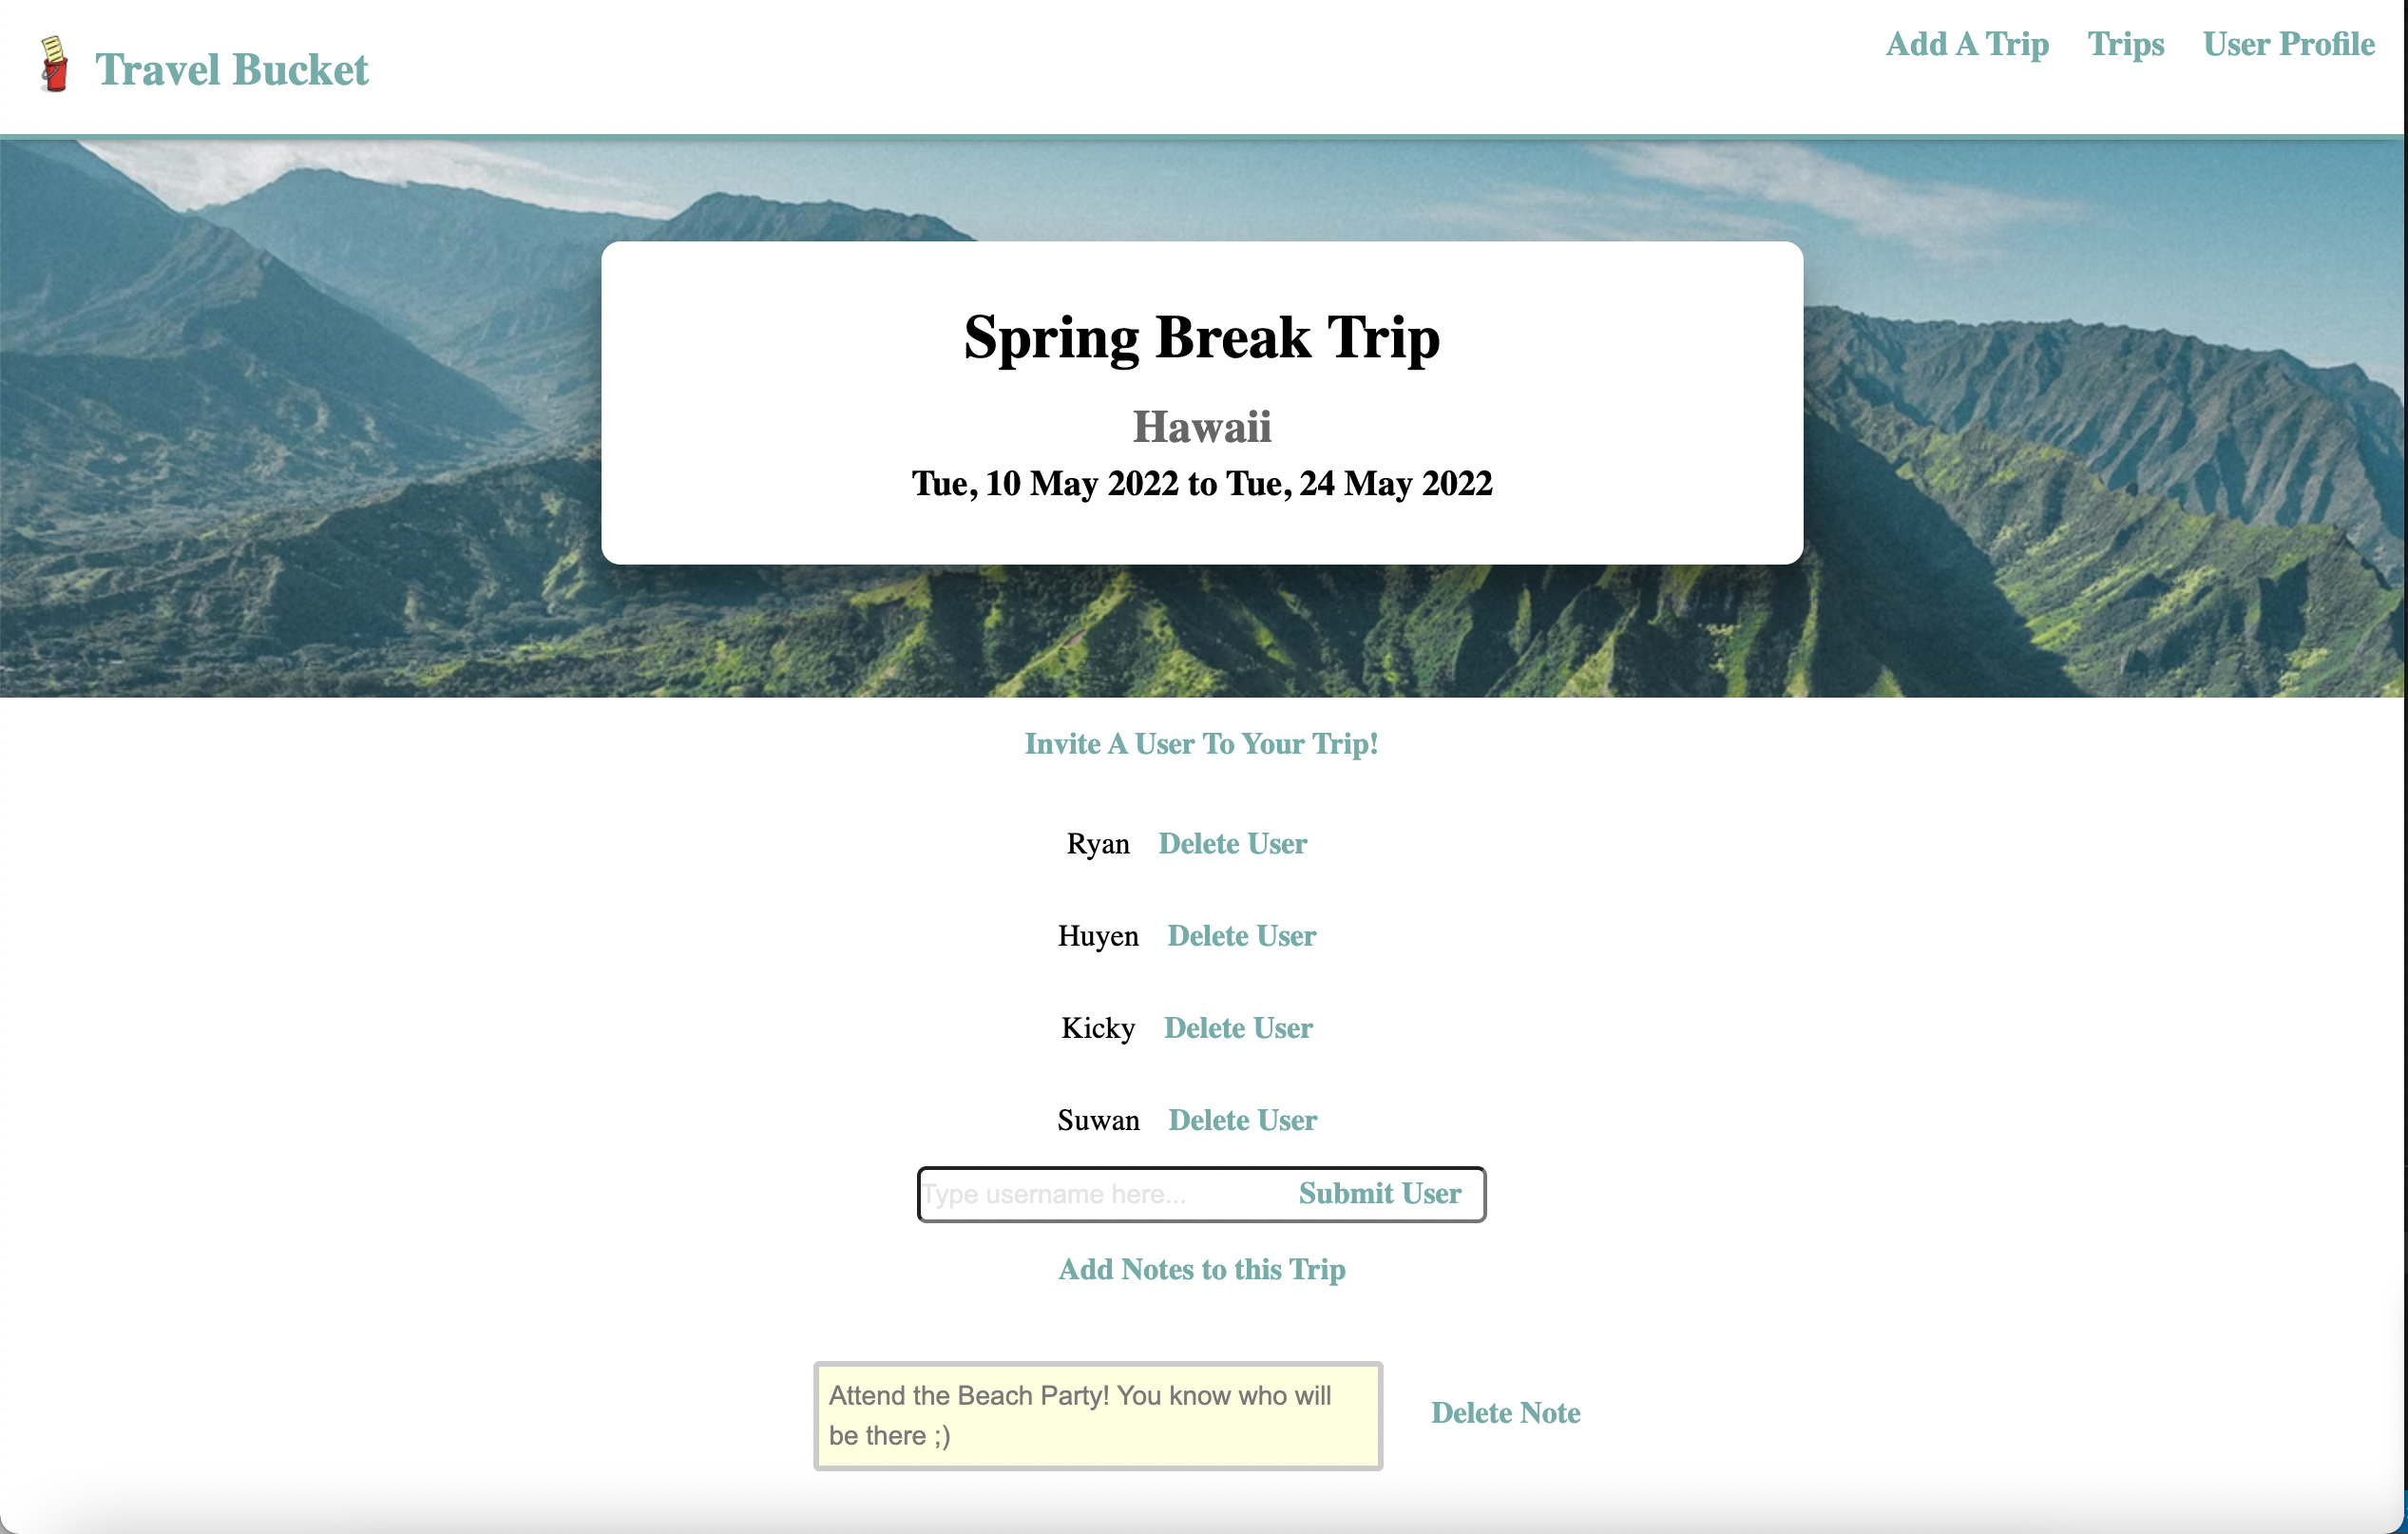 Travel Bucket
Add A Trip
Trips
User Profile
Spring Break Trip
Hawaii
Tue, 10 May 2022 to Tue, 24 May 2022
Invite A User To Your Trip!
Ryan Delete User
Huyen Delete User
Kicky Delete User
Suwan Delete User
Type username here... Submit User
Add Notes to this Trip
Attend the Beach Party! You know who will
be there ;)
Delete Note